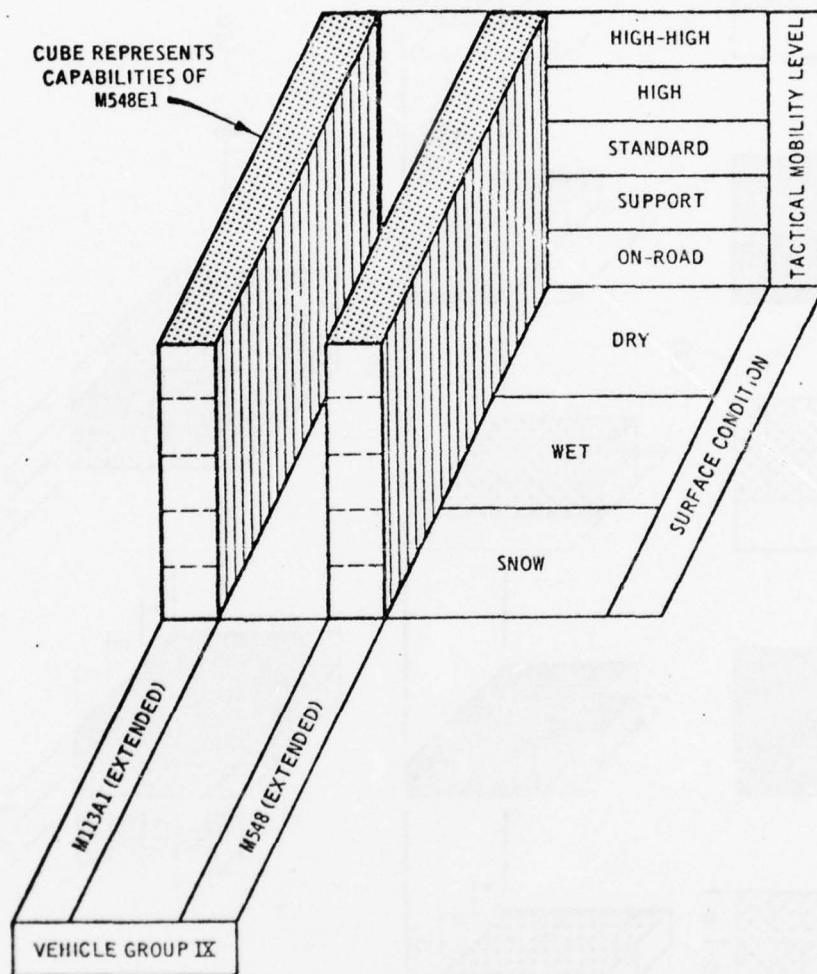 CUBE REPRESENTS
CAPABILITIES OF
M548E1
HIGH-HIGH
HIGH
STANDARD
SUPPORT
ON-ROAD
TACTICAL MOBILITY LEVEL
DRY
WET
SNOW
SURFACE CONDITION
M113A1 (EXTENDED)
M548 (EXTENDED)
VEHICLE GROUP IX